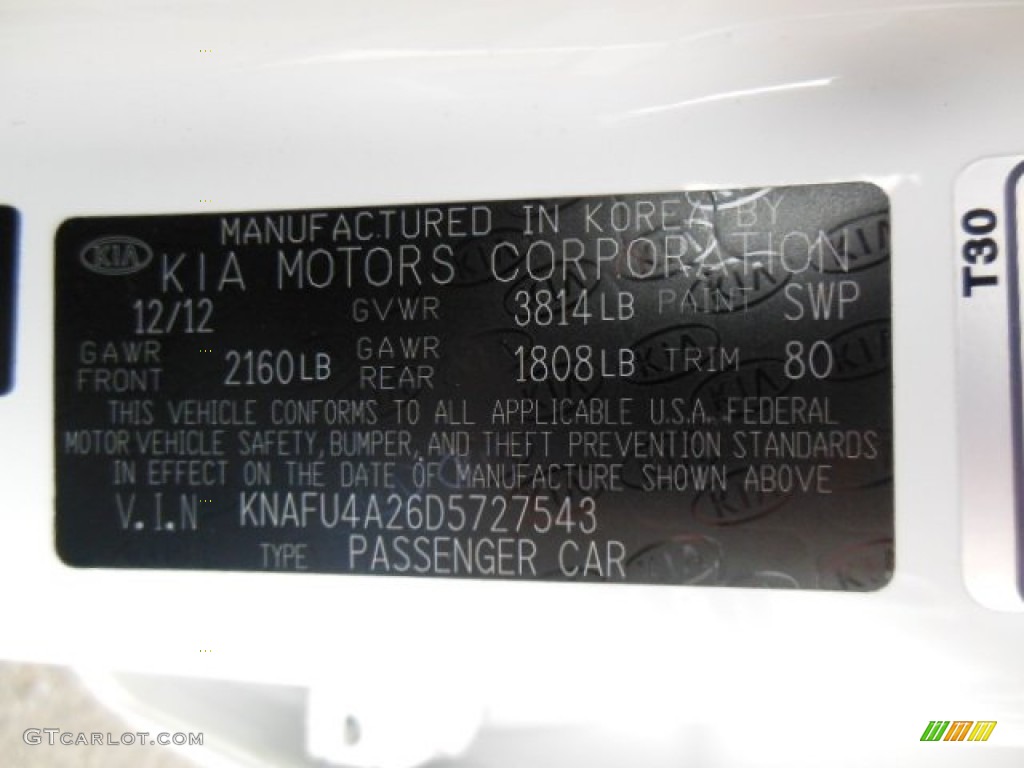 MANUFACTURED IN KOREA BY
KIA KIA MOTORS CORPORATION
12/12 GVWR 3814LB PAINT SWP
GAWR FRONT 2160LB GAWR REAR 1808LB TRIM 80
THIS VEHICLE CONFORMS TO ALL APPLICABLE U.S.A. FEDERAL
MOTOR VEHICLE SAFETY, BUMPER, AND THEFT PREVENTION STANDARDS
IN EFFECT ON THE DATE OF MANUFACTURE SHOWN ABOVE
V.I.N KNAFU4A26D5727543
TYPE PASSENGER CAR
T30
GTCARLOT.COM